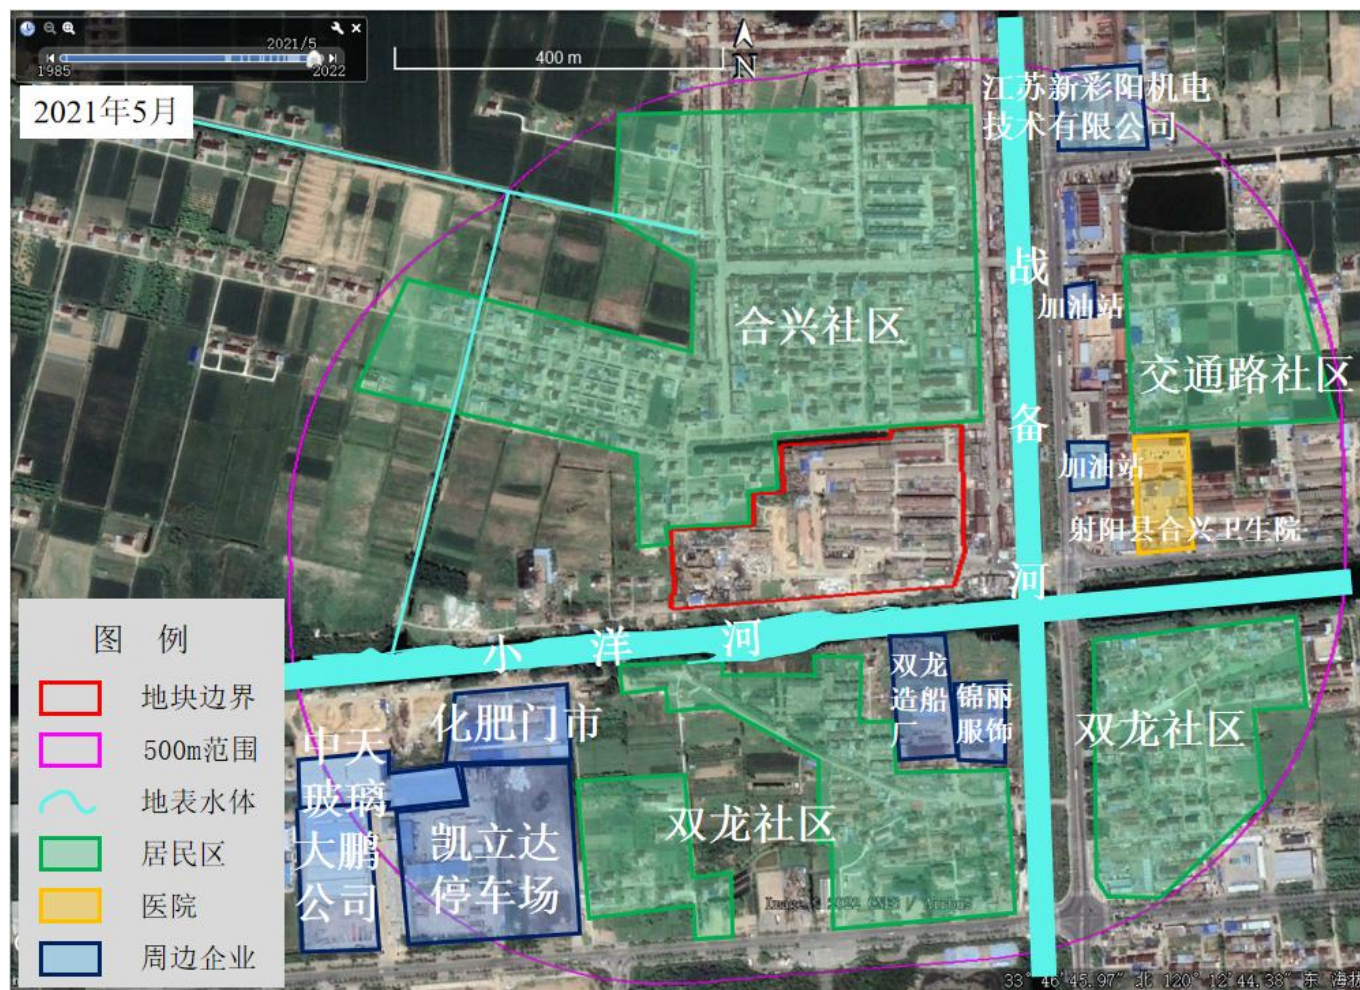 2021/5
1985
2022
2021年5月
400 m
N
江苏新彩阳机电
技术有限公司
战
备
河
加油站
合兴社区
交通路社区
加油站
射阳县合兴卫生院
小洋河
双龙
造船
厂
锦丽
服饰
双龙社区
化肥门市
中天
玻璃
大鹏
公司
凯立达
停车场
双龙社区
图 例
地块边界
500m范围
地表水体
居民区
医院
周边企业
Image © 2022 CNES / Airbus
33° 46′45.97″ 北 120° 12′44.38″ 东 海拔